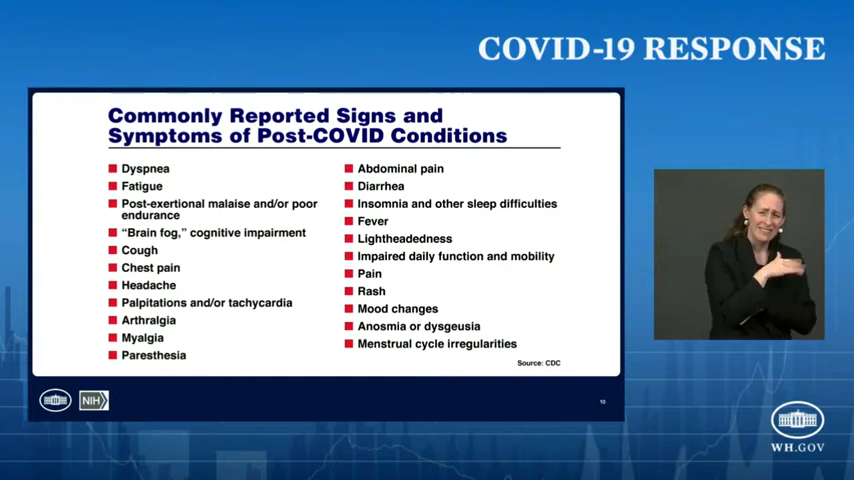 COVID-19 RESPONSE
Commonly Reported Signs and
Symptoms of Post-COVID Conditions
Dyspnea
Fatigue
Post-exertional malaise and/or poor
endurance
“Brain fog,” cognitive impairment
Cough
Chest pain
Headache
Palpitations and/or tachycardia
Arthralgia
Myalgia
Paresthesia
Abdominal pain
Diarrhea
Insomnia and other sleep difficulties
Fever
Lightheadedness
Impaired daily function and mobility
Pain
Rash
Mood changes
Anosmia or dysgeusia
Menstrual cycle irregularities
Source: CDC
NIH
10
WH.GOV